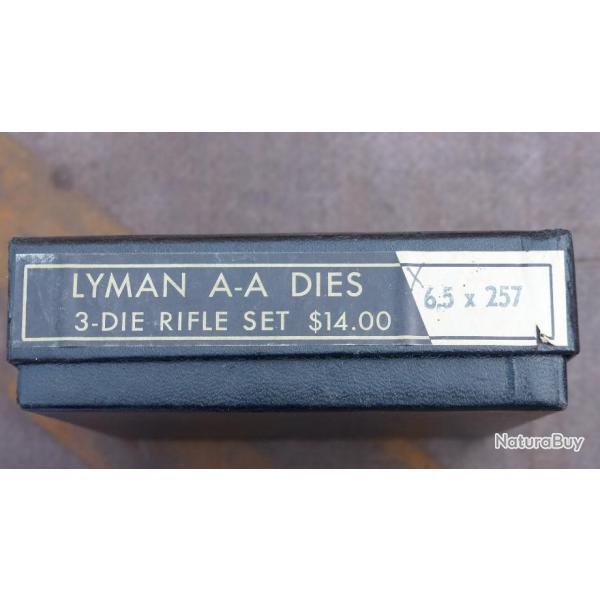 LYMAN A-A DIES
3-DIE RIFLE SET $14.00
X
6.5 x 257
NaturaBuy